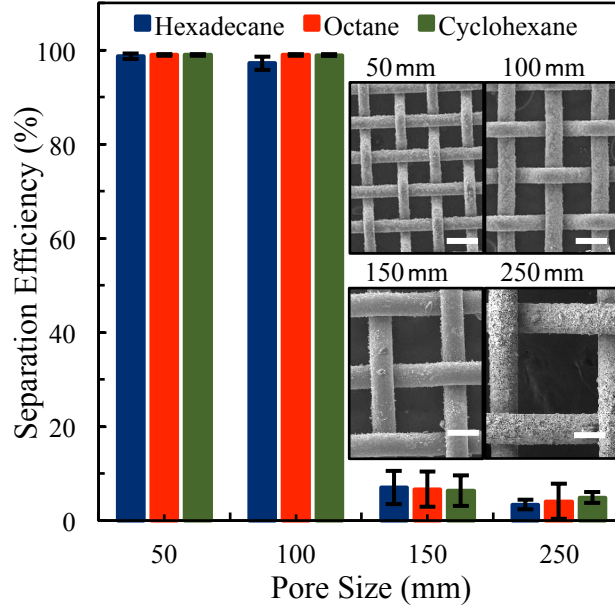 Hexadecane Octane Cyclohexane
50 mm 100 mm
150 mm 250 mm
Separation Efficiency (%)
100
80
60
40
20
0
50 100 150 250
Pore Size (mm)